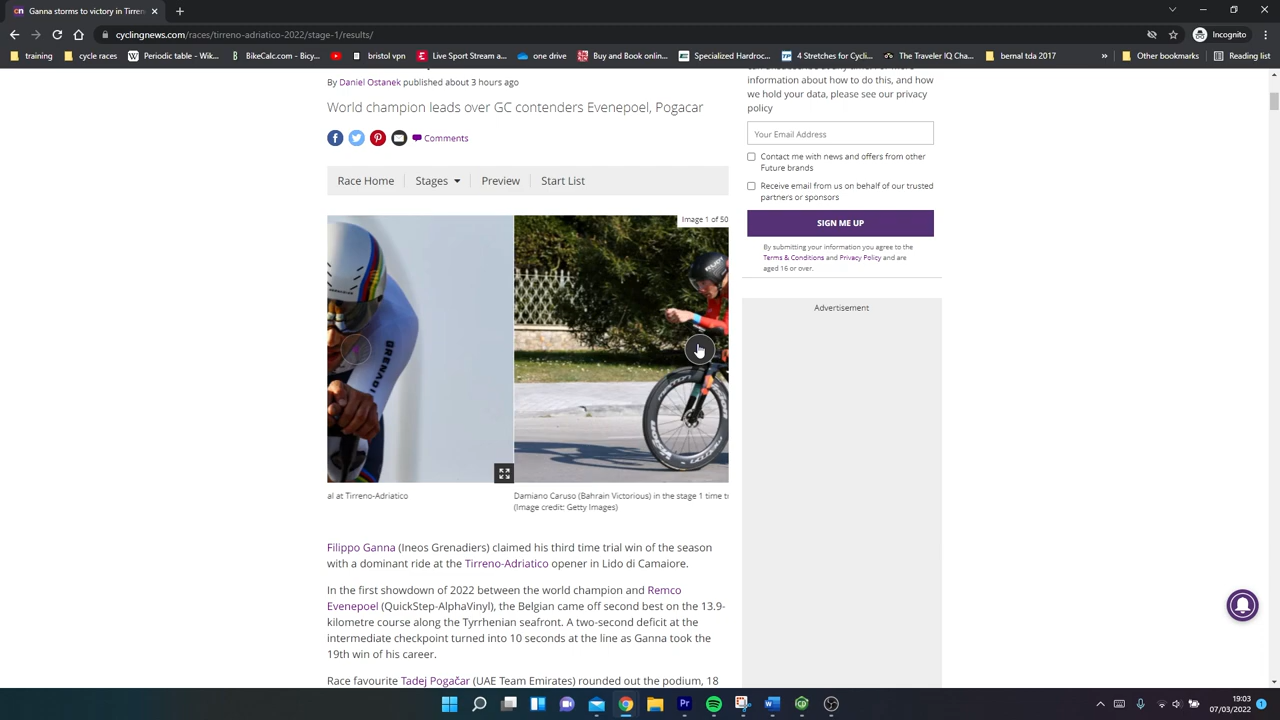 Ganna on top in Tirreno-
cyclingnews.com/races/tirreno-adriatico-2022/stage-1/results/
Incognito
training
cycle races
Periodic table - Wik...
BikeCalc.com - Bicy...
bristol vpn
Live Sport Stream a...
one drive
Buy and Book onlin...
Specialized Hardroc...
4 Stretches for Cycli...
The Traveler IQ Cha...
bernal tda 2017
»
Other bookmarks
Reading list
By Daniel Ostanek published about 3 hours ago
World champion leads over GC contenders Evenepoel, Pogacar
Comments
Race Home
Stages
Preview
Start List
Image 1 of 50
GRENADI
RUDY
al at Tirreno-Adriatico
Damiano Caruso (Bahrain Victorious) in the stage 1 time tr
(Image credit: Getty Images)
Filippo Ganna (Ineos Grenadiers) claimed his third time trial win of the season
with a dominant ride at the Tirreno-Adriatico opener in Lido di Camaiore.
In the first showdown of 2022 between the world champion and Remco
Evenepoel (QuickStep-AlphaVinyl), the Belgian came off second best on the 13.9-
kilometre course along the Tyrrhenian seafront. A two-second deficit at the
intermediate checkpoint turned into 10 seconds at the line as Ganna took the
19th win of his career.
Race favourite Tadej Pogačar (UAE Team Emirates) rounded out the podium, 18
information about how to do this, and how
we hold your data, please see our privacy
policy
Your Email Address
Contact me with news and offers from other
Future brands
Receive email from us on behalf of our trusted
partners or sponsors
SIGN ME UP
By submitting your information you agree to the
Terms & Conditions and Privacy Policy and are
aged 16 or over.
Advertisement
19:03
07/03/2022